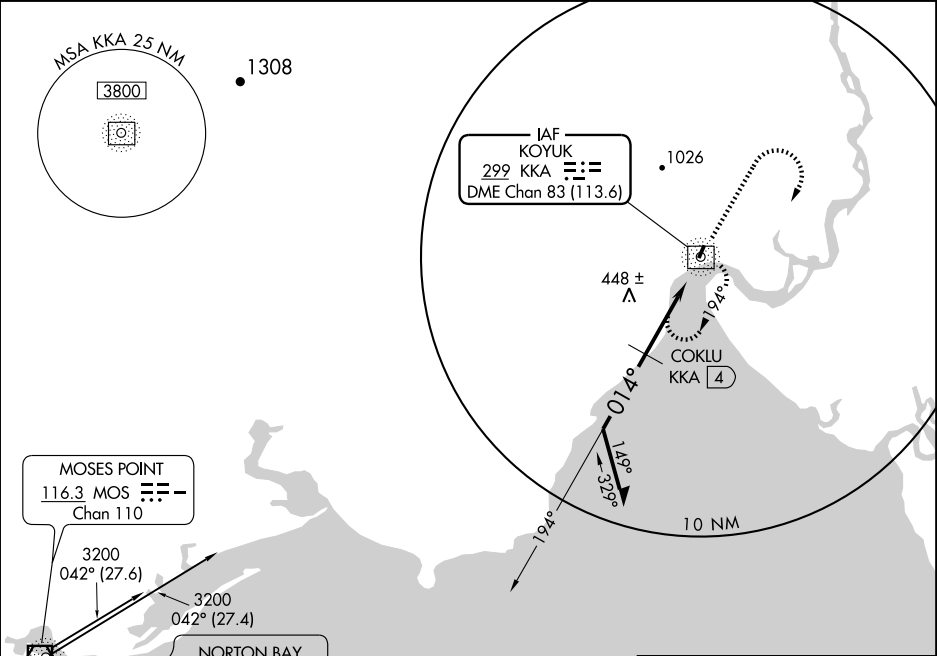 MSA KKA 25 NM
3800
1308
IAF
KOYUK
299 KKA
DME Chan 83 (113.6)
1026
448 ±
194°
COKLU
KKA 4
014°
149°
329°
194°
10 NM
MOSES POINT
116.3 MOS
Chan 110
3200
042° (27.6)
3200
042° (27.4)
NORTON BAY